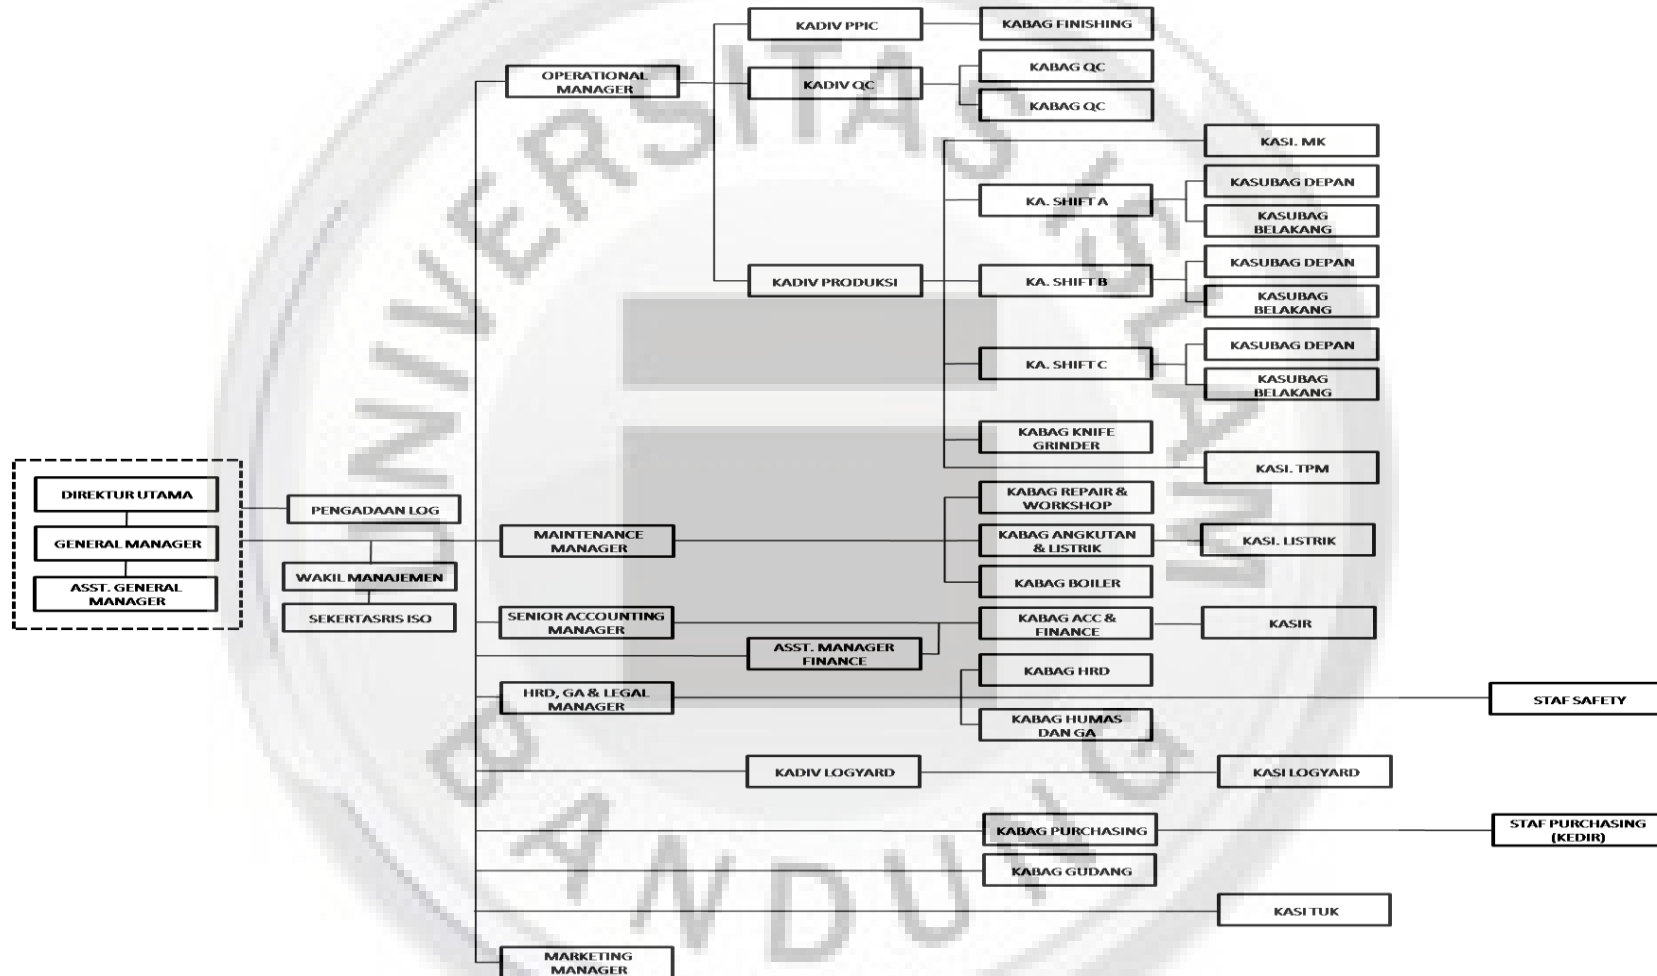 KADIV PPIC
KABAG FINISHING
OPERATIONAL
MANAGER
KADIV QC
KABAG QC
KABAG QC
KASI. MK
KA. SHIFT A
KASUBAG DEPAN
KASUBAG
BELAKANG
KADIV PRODUKSI
KA. SHIFT B
KASUBAG DEPAN
KASUBAG
BELAKANG
KA. SHIFT C
KASUBAG DEPAN
KASUBAG
BELAKANG
KABAG KNIFE
GRINDER
KASI. TPM
DIREKTUR UTAMA
GENERAL MANAGER
ASST. GENERAL
MANAGER
PENGADAAN LOG
WAKIL MANAJEMEN
SEKERTASRIS ISO
MAINTENANCE
MANAGER
KABAG REPAIR &
WORKSHOP
KABAG ANGKUTAN
& LISTRIK
KASI. LISTRIK
KABAG BOILER
SENIOR ACCOUNTING
MANAGER
KABAG ACC &
FINANCE
KASIR
ASST. MANAGER
FINANCE
HRD, GA & LEGAL
MANAGER
KABAG HRD
STAF SAFETY
KABAG HUMAS
DAN GA
KADIV LOGYARD
KASI LOGYARD
KABAG PURCHASING
STAF PURCHASING
(KEDIR)
KABAG GUDANG
KASI TUK
MARKETING
MANAGER
UNIVERSITAS ISLAM
BANDUNG